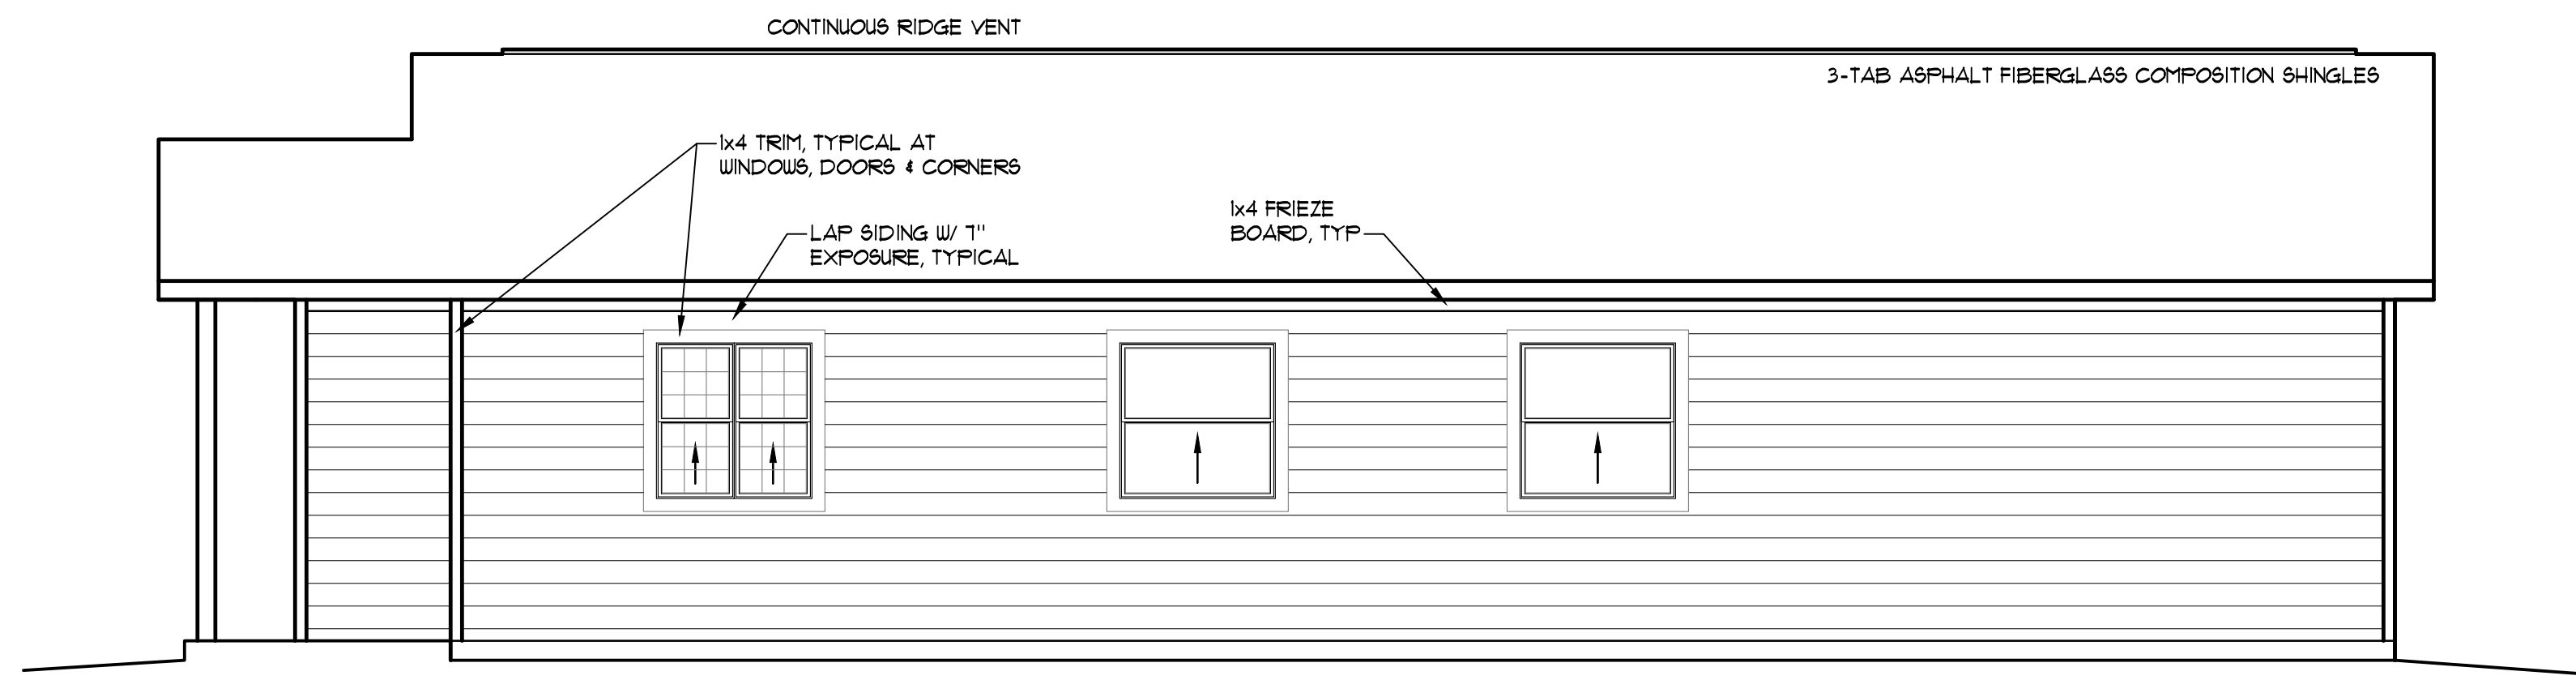 CONTINUOUS RIDGE VENT
3-TAB ASPHALT FIBERGLASS COMPOSITION SHINGLES
1x4 TRIM, TYPICAL AT
WINDOWS, DOORS & CORNERS
LAP SIDING W/ 7"
EXPOSURE, TYPICAL
1x4 FRIEZE
BOARD, TYP